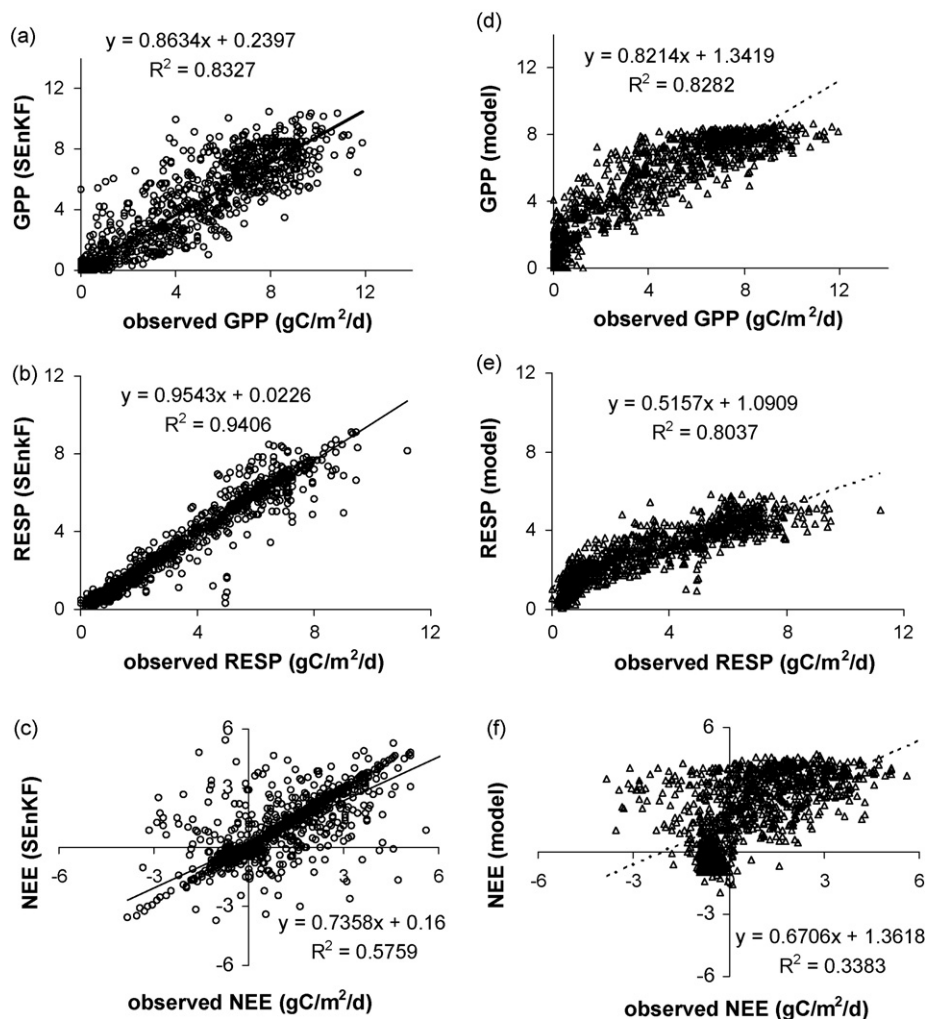 (a)
y = 0.8634x + 0.2397
R² = 0.8327
12
8
4
0
GPP (SEnKF)
0 4 8 12
observed GPP (gC/m²/d)
(d)
y = 0.8214x + 1.3419
R² = 0.8282
12
8
4
0
GPP (model)
0 4 8 12
observed GPP (gC/m²/d)
(b)
y = 0.9543x + 0.0226
R² = 0.9406
12
8
4
0
RESP (SEnKF)
0 4 8 12
observed RESP (gC/m²/d)
(e)
y = 0.5157x + 1.0909
R² = 0.8037
12
8
4
0
RESP (model)
0 4 8 12
observed RESP (gC/m²/d)
(c)
6
3
NEE (SEnKF)
-6 -3 3 6
-3
-6
y = 0.7358x + 0.16
R² = 0.5759
observed NEE (gC/m²/d)
(f)
6
3
NEE (model)
-6 -3 3 6
-3
-6
y = 0.6706x + 1.3618
R² = 0.3383
observed NEE (gC/m²/d)